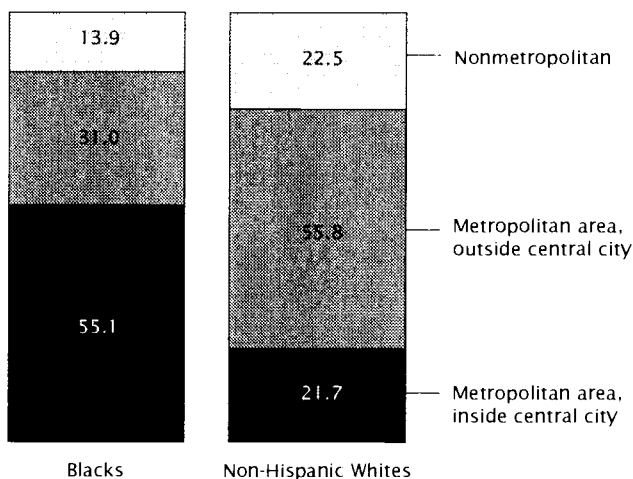 13.9
22.5
Nonmetropolitan
31.0
55.8
Metropolitan area,
outside central city
55.1
21.7
Metropolitan area,
inside central city
Blacks
Non-Hispanic Whites